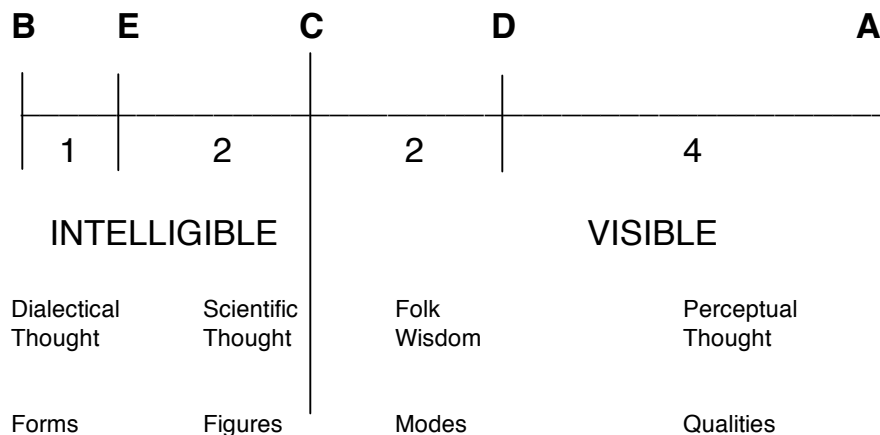 B E C D A
1 2 2 4
INTELLIGIBLE VISIBLE
Dialectical Scientific Folk Perceptual
Thought Thought Wisdom Thought
Forms Figures Modes Qualities